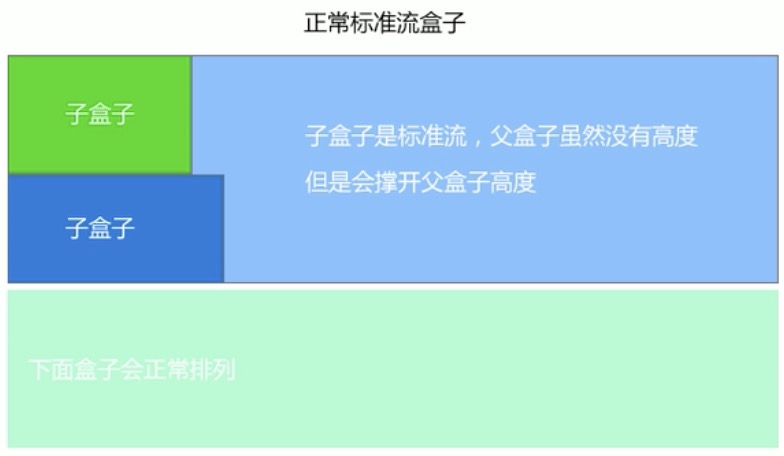 正常标准流盒子
子盒子
子盒子是标准流，父盒子虽然没有高度
但是会撑开父盒子高度
子盒子
下面盒子会正常排列